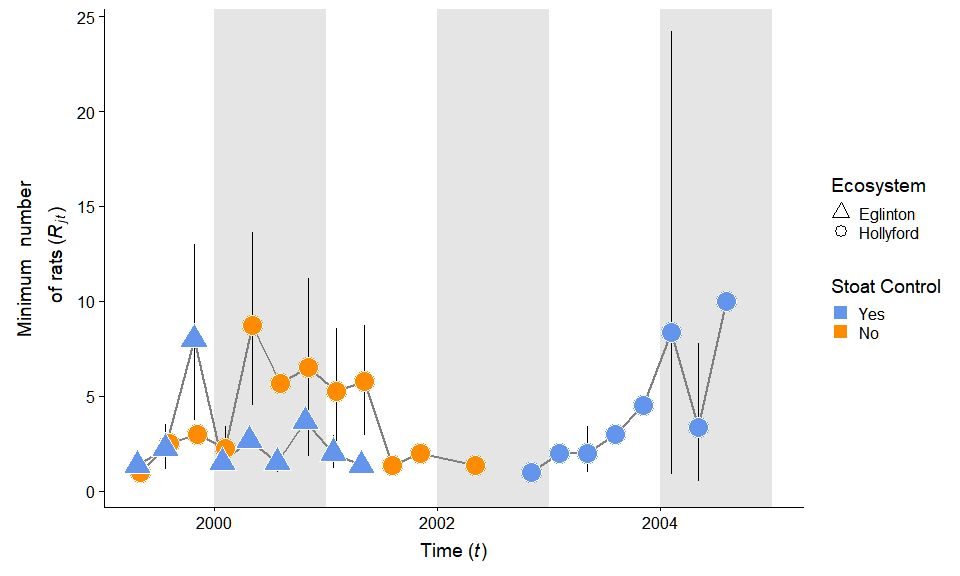 25
20
15
10
5
0
Minimum number
of rats (R_jt)
2000
2002
2004
Time (t)
Ecosystem
Eglinton
Hollyford
Stoat Control
Yes
No